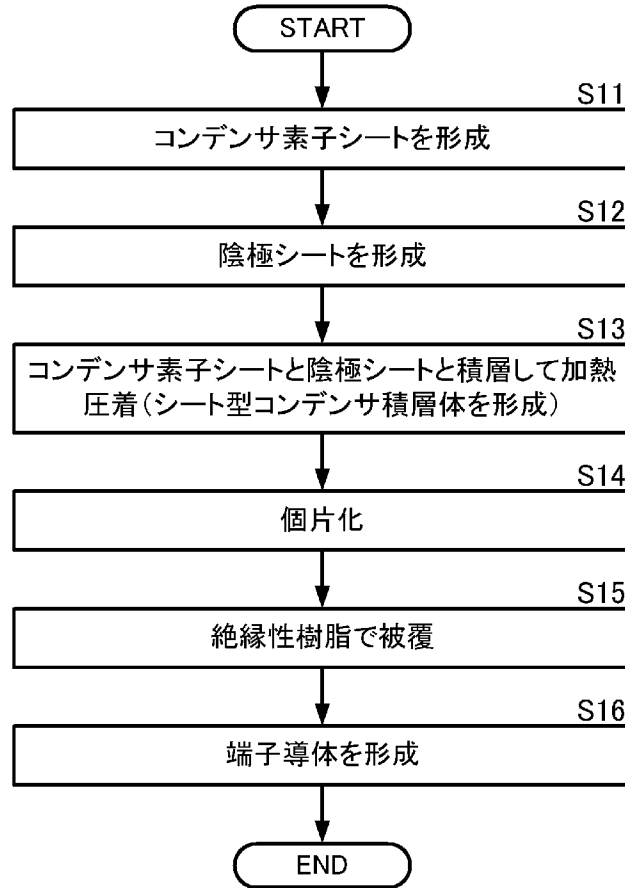 START
S11
コンデンサ素子シートを形成
S12
陰極シートを形成
S13
コンデンサ素子シートと陰極シートと積層して加熱
圧着(シート型コンデンサ積層体を形成)
S14
個片化
S15
絶縁性樹脂で被覆
S16
端子導体を形成
END